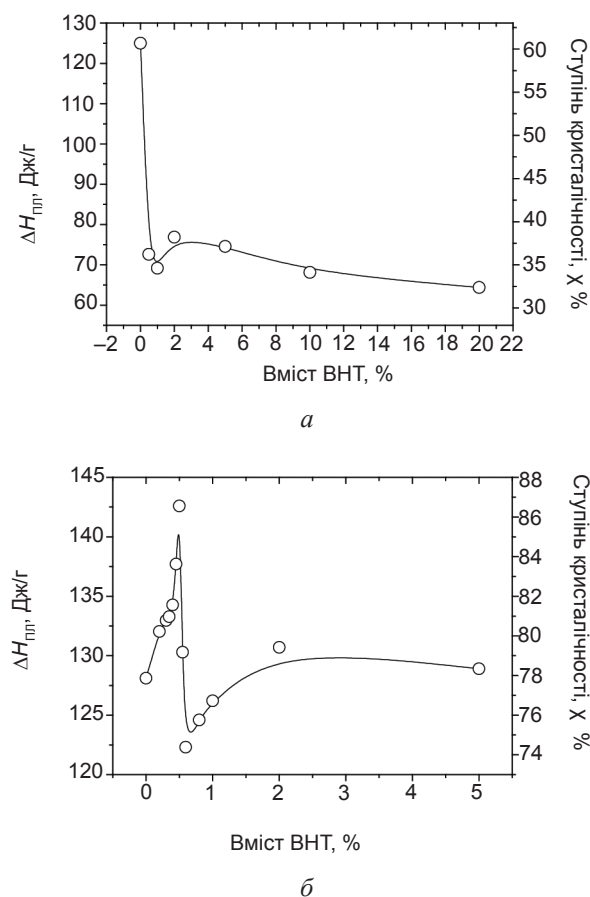 130
120
110
100
90
80
70
60
ΔHпл, Дж/г
60
55
50
45
40
35
30
Ступінь кристалічності, χ %
–2 0 2 4 6 8 10 12 14 16 18 20 22
Вміст ВНТ, %
а
145
140
135
130
125
120
ΔHпл, Дж/г
88
86
84
82
80
78
76
74
Ступінь кристалічності, χ %
0 1 2 3 4 5
Вміст ВНТ, %
б